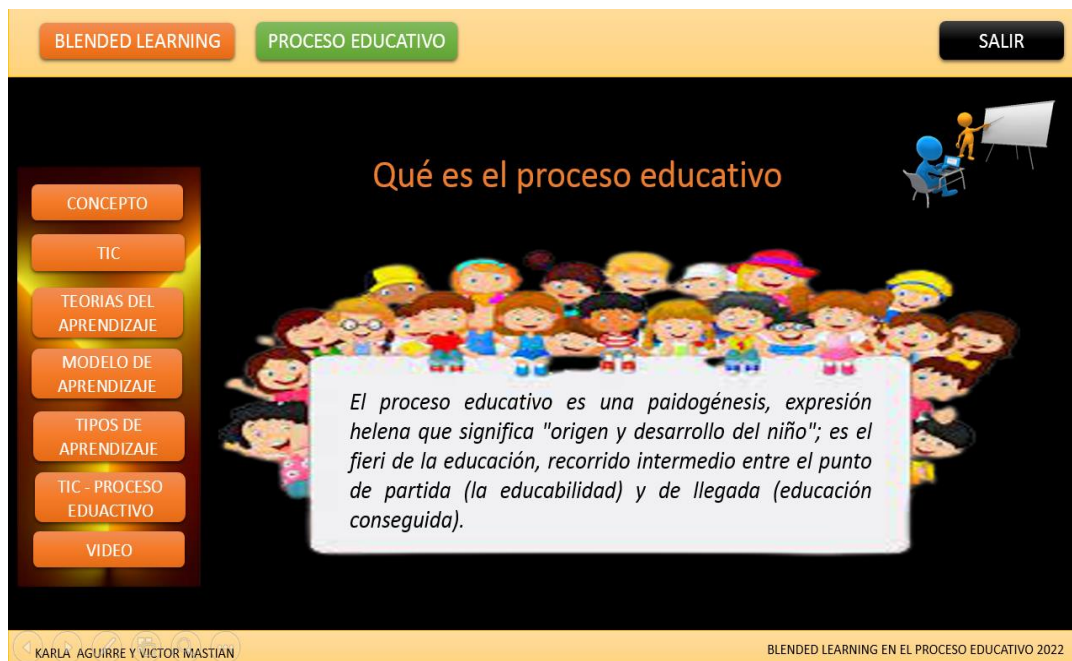 BLENDED LEARNING
PROCESO EDUCATIVO
SALIR
Qué es el proceso educativo
CONCEPTO
TIC
TEORIAS DEL
APRENDIZAJE
MODELO DE
APRENDIZAJE
TIPOS DE
APRENDIZAJE
TIC - PROCESO
EDUACTIVO
VIDEO
El proceso educativo es una paidogénesis, expresión
helena que significa "origen y desarrollo del niño"; es el
fieri de la educación, recorrido intermedio entre el punto
de partida (la educabilidad) y de llegada (educación
conseguida).
KARLA AGUIRRE Y VICTOR MASTIAN
BLENDED LEARNING EN EL PROCESO EDUCATIVO 2022